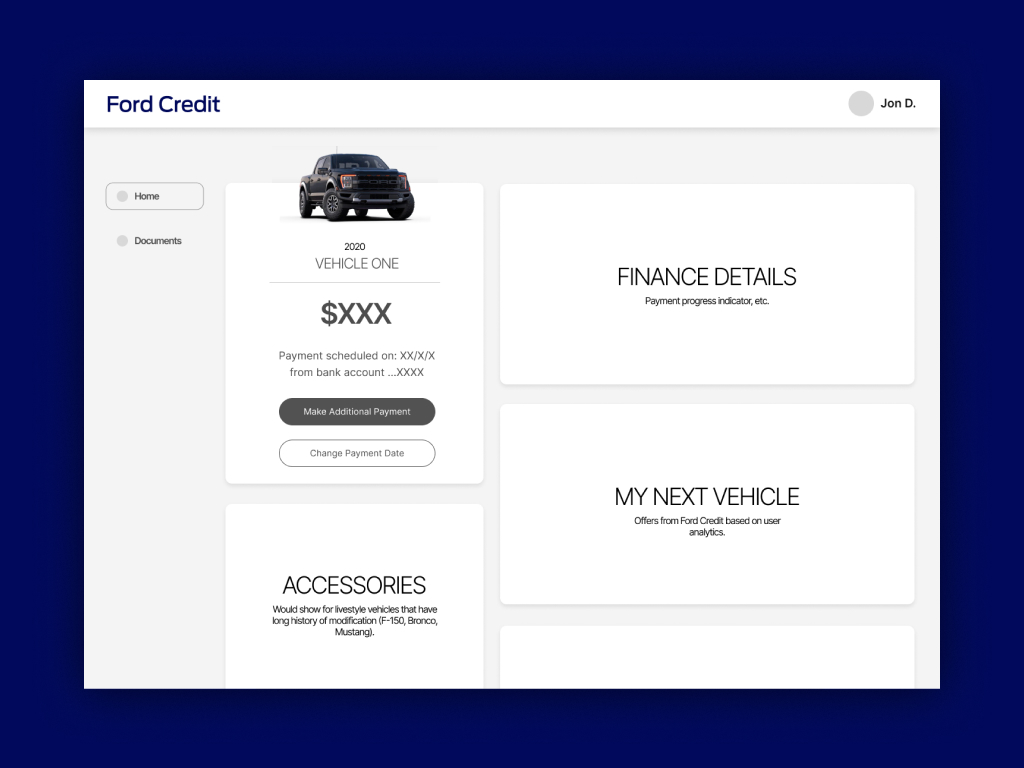 Ford Credit
Jon D.
Home
Documents
2020
VEHICLE ONE
$XXX
Payment scheduled on: XX/X/X
from bank account ...XXXX
Make Additional Payment
Change Payment Date
ACCESSORIES
Would show for livestyle vehicles that have
long history of modification (F-150, Bronco,
Mustang).
FINANCE DETAILS
Payment progress indicator, etc.
MY NEXT VEHICLE
Offers from Ford Credit based on user
analytics.